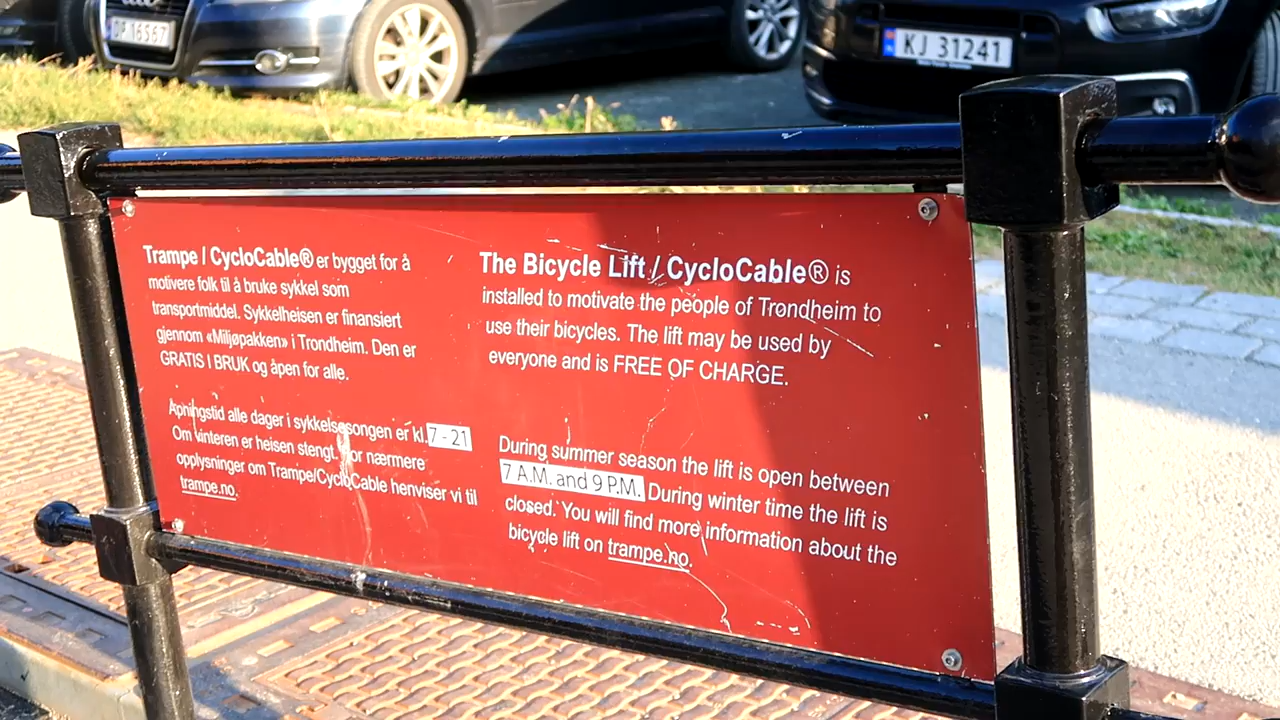 DP 16567
KJ 31241
Trampe / CycloCable® er bygget for å
motivere folk til å bruke sykkel som
transportmiddel. Sykkelheisen er finansiert
gjennom «Miljøpakken» i Trondheim. Den er
GRATIS I BRUK og åpen for alle.
Åpningstid alle dager i sykkelsesongen er kl. 7 - 21
Om vinteren er heisen stengt. For nærmere
opplysninger om Trampe/CycloCable henviser vi til
trampe.no.
The Bicycle Lift / CycloCable® is
installed to motivate the people of Trondheim to
use their bicycles. The lift may be used by
everyone and is FREE OF CHARGE.
During summer season the lift is open between
7 A.M. and 9 P.M. During winter time the lift is
closed. You will find more information about the
bicycle lift on trampe.no.